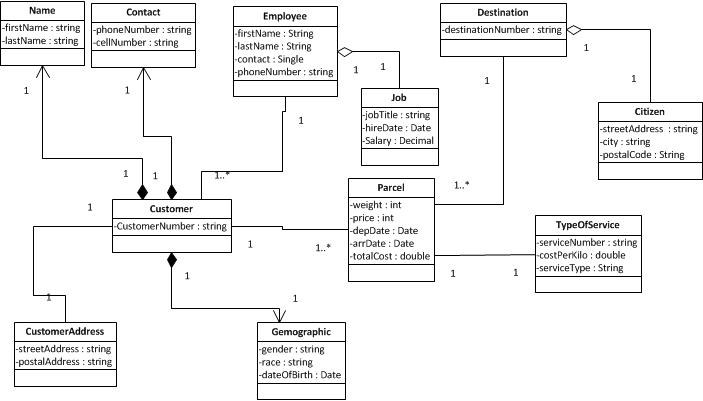 Name
-firstName : string
-lastName : string
Contact
-phoneNumber : string
-cellNumber : string
Employee
-firstName : String
-lastName : String
-contact : Single
-phoneNumber : string
Destination
-destinationNumber : string
1
1
1
1
1
1
1
Job
-jobTitle : string
-hireDate : Date
-Salary : Decimal
Citizen
-streetAddress : string
-city : string
-postalCode : String
1
1
1
1..*
1..*
Parcel
-weight : int
-price : int
-depDate : Date
-arrDate : Date
-totalCost : double
1
Customer
-CustomerNumber : string
1
1..*
TypeOfService
-serviceNumber : string
-costPerKilo : double
-serviceType : String
1
1
1
1
1
CustomerAddress
-streetAddress : string
-postalAddress : string
Gemographic
-gender : string
-race : string
-dateOfBirth : Date